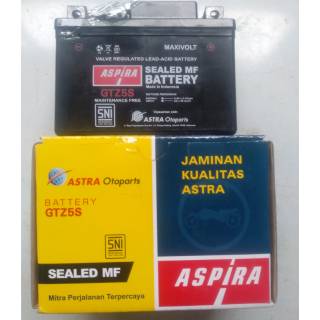 MAXIVOLT
VALVE REGULATED LEAD-ACID BATTERY
ASPIRA
SEALED MF
BATTERY
Made in Indonesia
GTZ5S
MAINTENANCE FREE
SNI
ASTRA Otoparts
ASTRA Otoparts
BATTERY
GTZ5S
SNI
SEALED MF
Mitra Perjalanan Terpercaya
JAMINAN
KUALITAS
ASTRA
ASPIRA